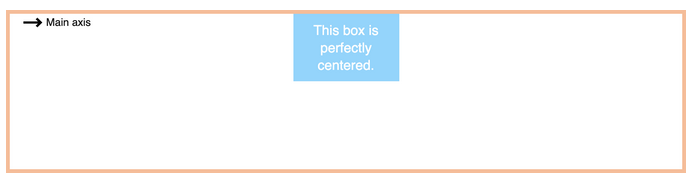 Main axis
This box is
perfectly
centered.